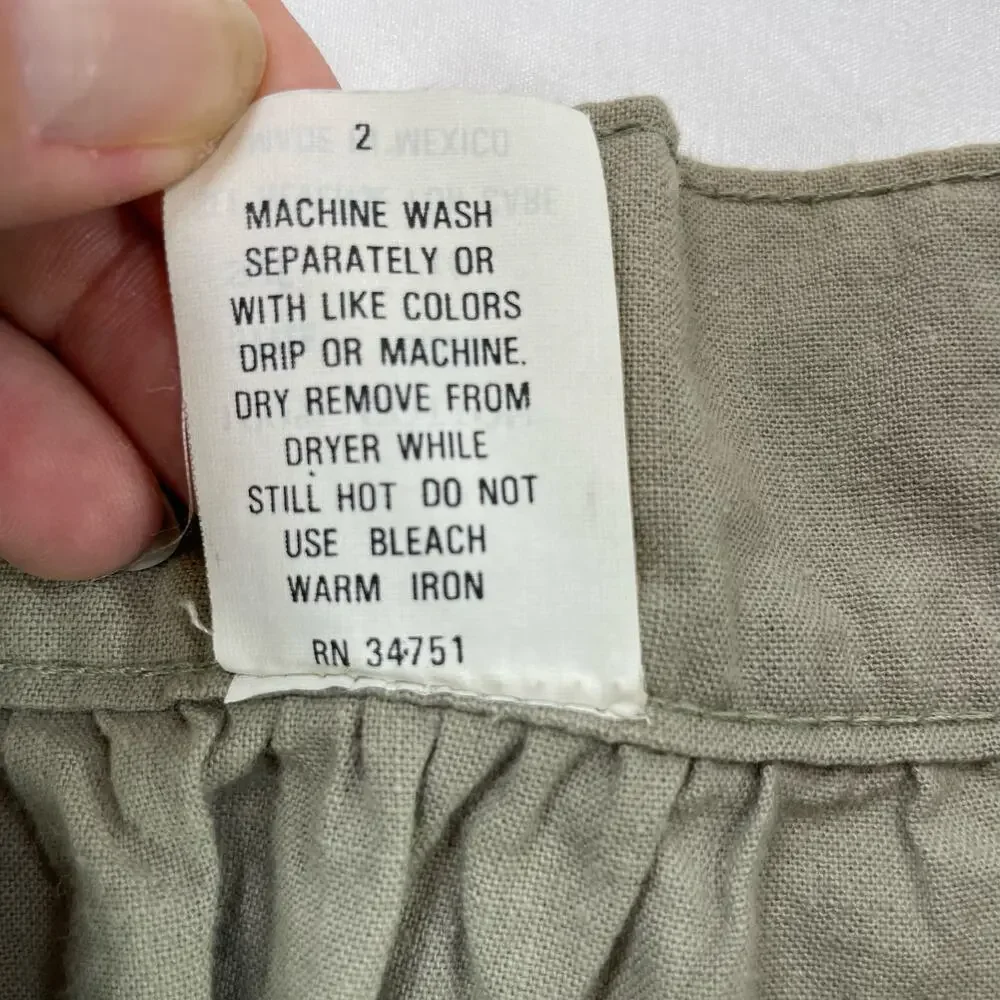 2
MACHINE WASH
SEPARATELY OR
WITH LIKE COLORS
DRIP OR MACHINE.
DRY REMOVE FROM
DRYER WHILE
STILL HOT DO NOT
USE BLEACH
WARM IRON
RN 34751